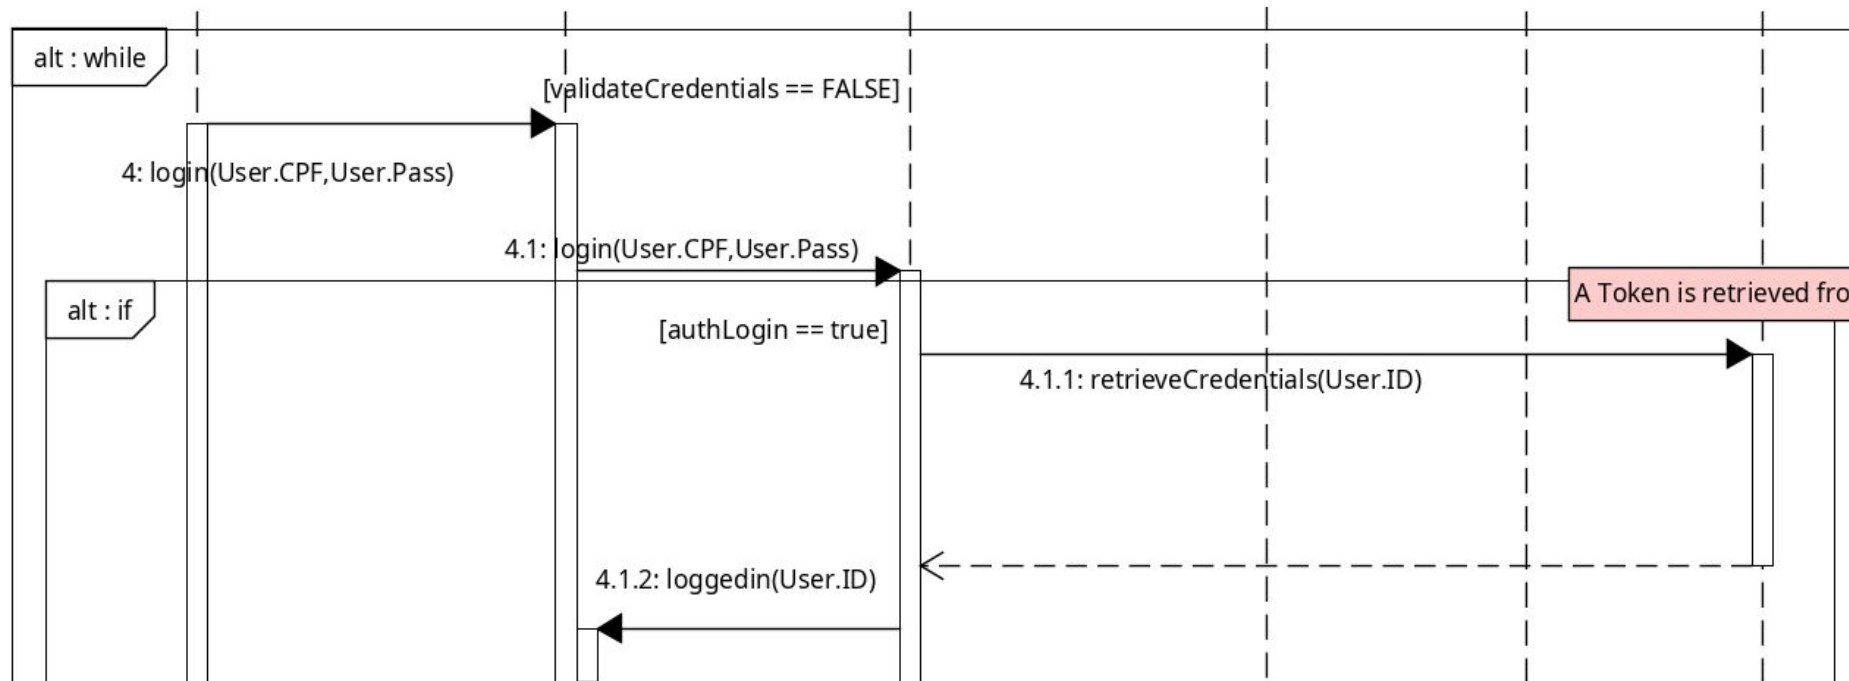 alt : while
[validateCredentials == FALSE]
4: login(User.CPF,User.Pass)
4.1: login(User.CPF,User.Pass)
alt : if
A Token is retrieved fro
[authLogin == true]
4.1.1: retrieveCredentials(User.ID)
4.1.2: loggedin(User.ID)